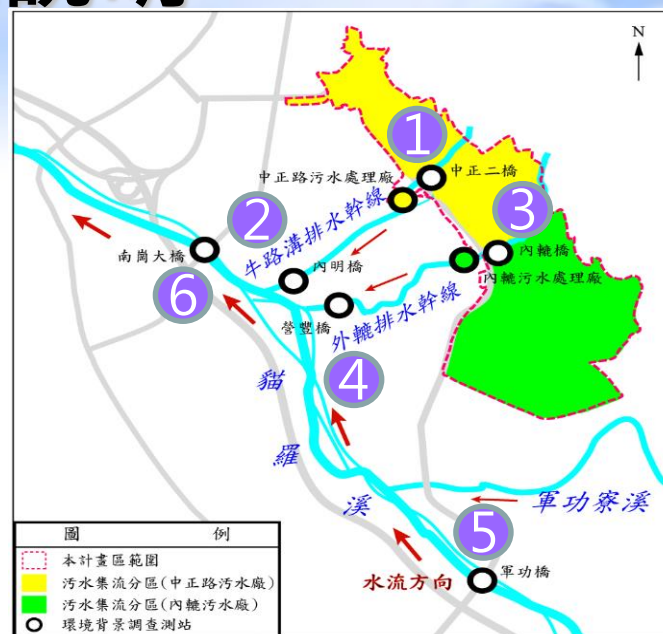 N
1
中正路污水處理廠
中正二橋
3
2
牛路溝排水幹線
內轆橋
南崗大橋
內明橋
內轆污水處理廠
6
營豐橋
外轆排水幹線
4
貓羅溪
軍功寮溪
5
水流方向
軍功橋
圖 例
本計畫區範圍
污水集流分區(中正路污水廠)
污水集流分區(內轆污水廠)
環境背景調查測站